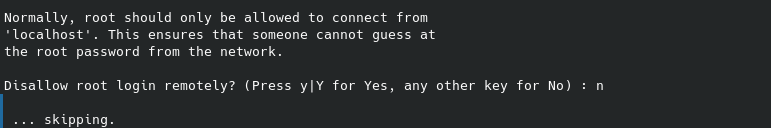 Normally, root should only be allowed to connect from
'localhost'. This ensures that someone cannot guess at
the root password from the network.
Disallow root login remotely? (Press y|Y for Yes, any other key for No) : n
... skipping.